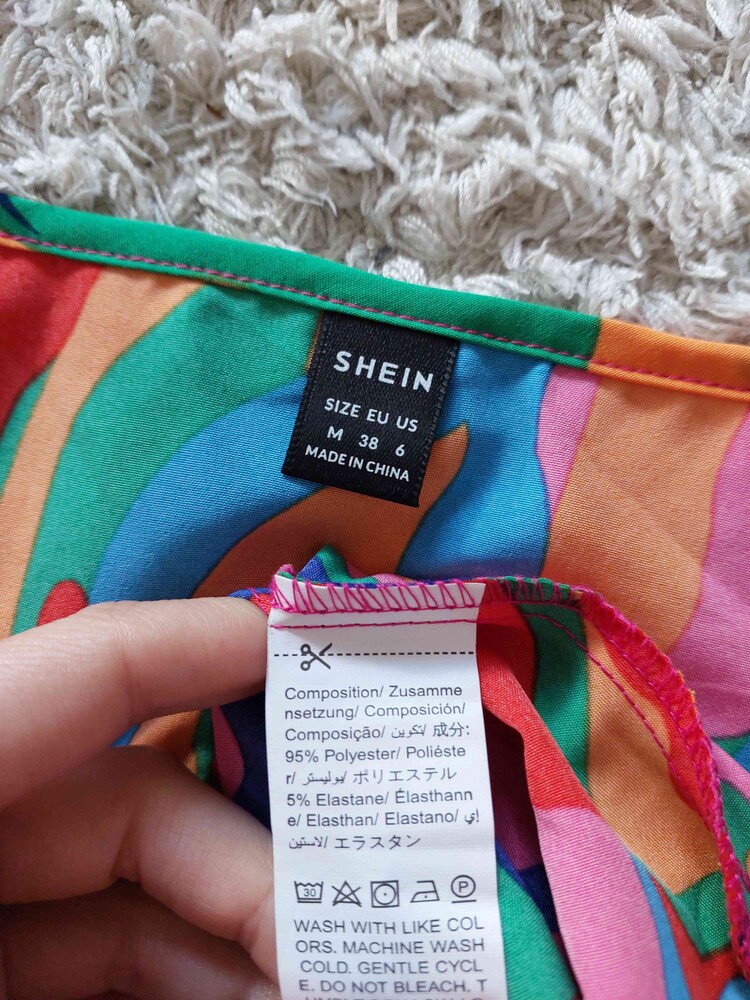 SHEIN
SIZE EU US
M 38 6
MADE IN CHINA
Composition/ Zusamme
nsetzung/ Composición/
Composição/ تكوين/ 成分:
95% Polyester/ Poliéste
r/ بوليستر/ ポリエステル
5% Elastane/ Élasthann
e/ Elasthan/ Elastano/ إي
لاستين/ エラスタン
30
P
WASH WITH LIKE COL
ORS. MACHINE WASH
COLD. GENTLE CYCL
E. DO NOT BLEACH. T